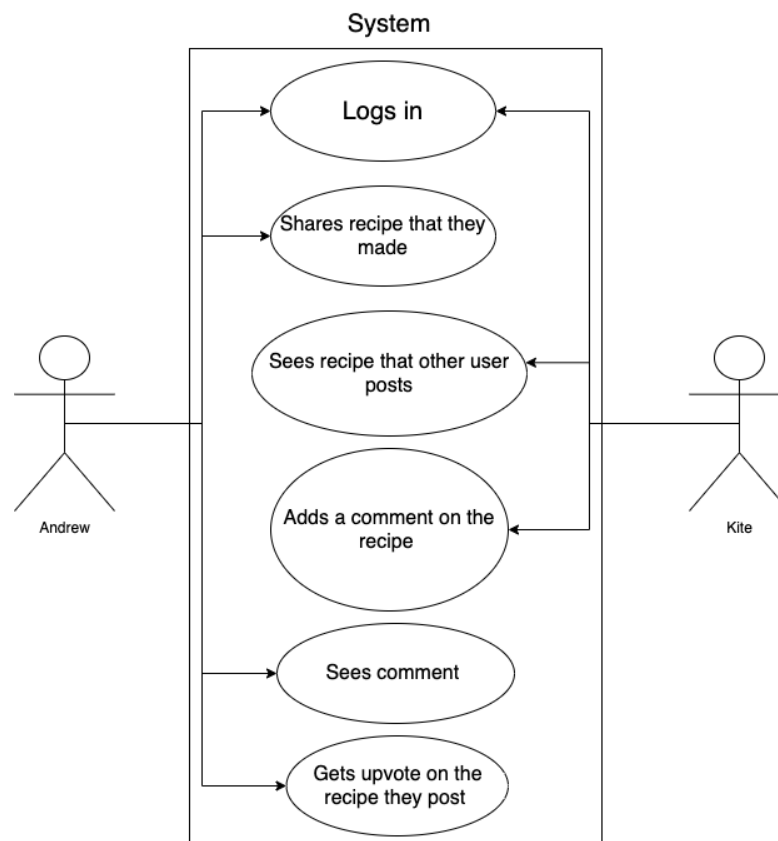 System
Logs in
Shares recipe that they
made
Sees recipe that other user
posts
Adds a comment on the
recipe
Andrew
Kite
Sees comment
Gets upvote on the
recipe they post